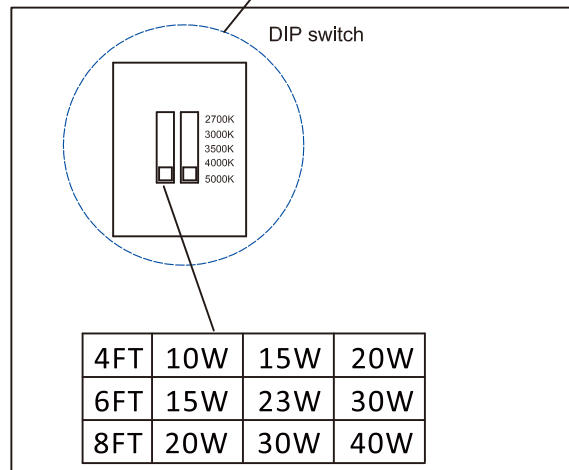 DIP switch
2700K
3000K
3500K
4000K
5000K
4FT 10W 15W 20W
6FT 15W 23W 30W
8FT 20W 30W 40W